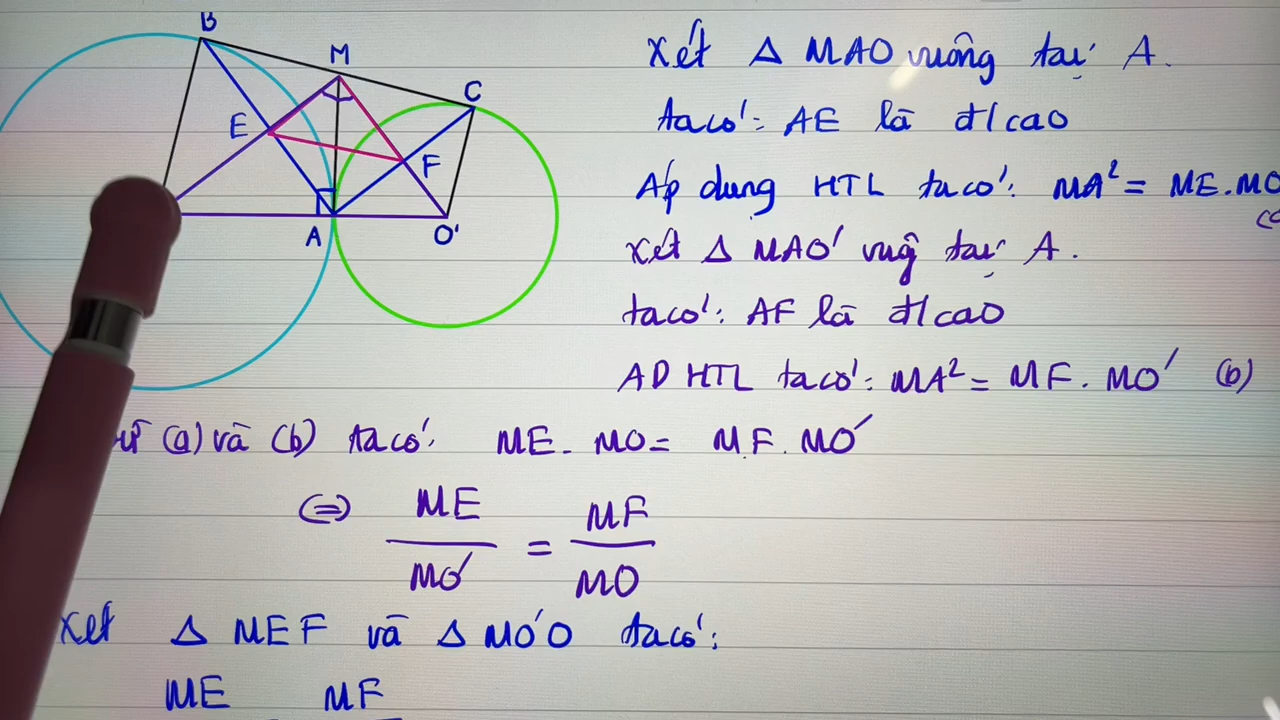 B
M
C
E
F
A
O'
Xét Δ MAO vuông tại A.
ta có: AE là đ/cao
Áp dụng HTL ta có: MA² = ME.MO
Xét Δ MAO' vug tại A.
ta có: AF là đ/cao
AD HTL ta có: MA² = MF. MO' (b)
(a) và (b) ta có: ME. MO = MF. MO'
⇔ ME/MO' = MF/MO
Xét Δ MEF và Δ MO'O ta có:
ME MF